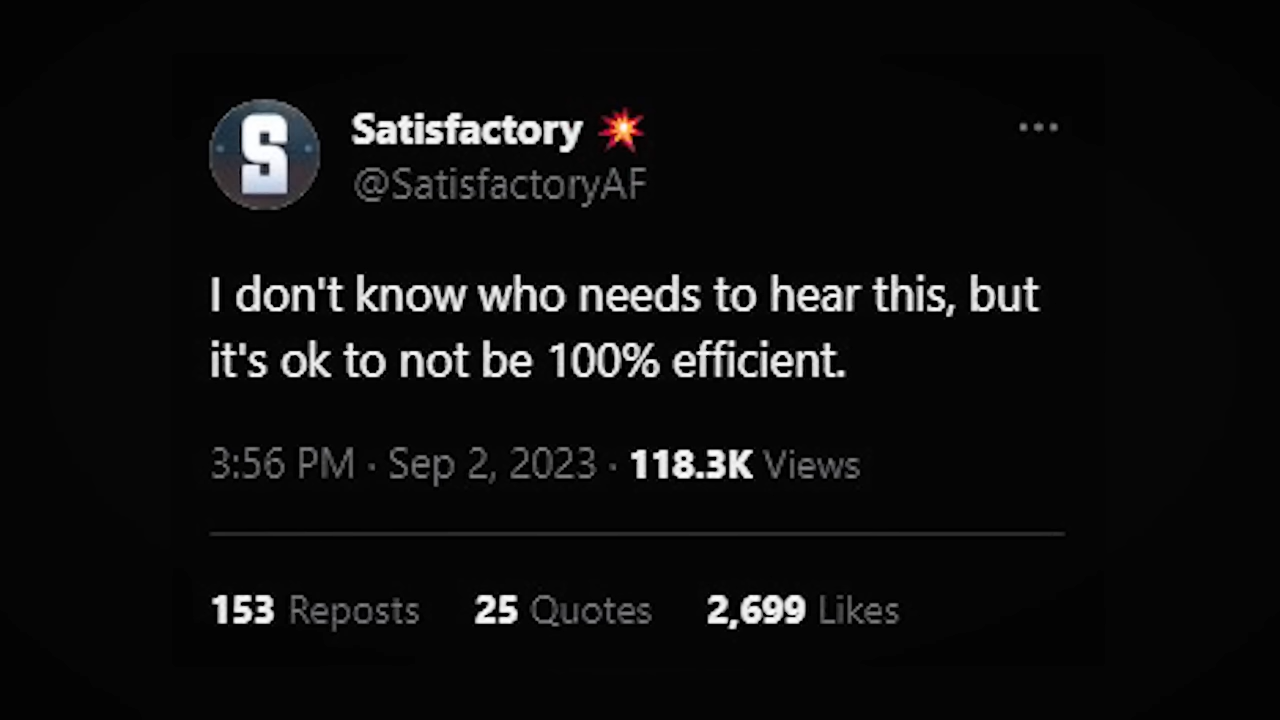 S
Satisfactory 💥
@SatisfactoryAF
I don't know who needs to hear this, but
it's ok to not be 100% efficient.
3:56 PM · Sep 2, 2023 · 118.3K Views
153 Reposts 25 Quotes 2,699 Likes